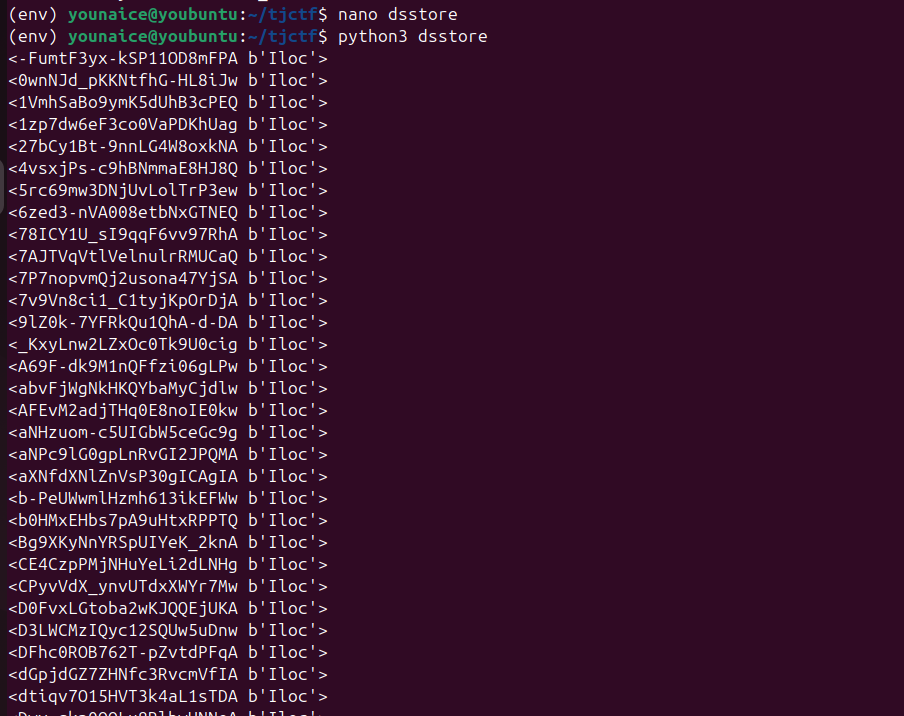 (env) younaice@youbuntu:~/tjctf$ nano dsstore
(env) younaice@youbuntu:~/tjctf$ python3 dsstore
<-FumtF3yx-kSP11OD8mFPA b'Iloc'>
<0wnNJd_pKKNtfhG-HL8iJw b'Iloc'>
<1VmhSaBo9ymK5dUhB3cPEQ b'Iloc'>
<1zp7dw6eF3co0VaPDKhUag b'Iloc'>
<27bCy1Bt-9nnLG4W8oxkNA b'Iloc'>
<4vsxjPs-c9hBNmmaE8HJ8Q b'Iloc'>
<5rc69mw3DNjUvLolTrP3ew b'Iloc'>
<6zed3-nVA008etbNxGTNEQ b'Iloc'>
<78ICY1U_sI9qqF6vv97RhA b'Iloc'>
<7AJTVqVtlVelnulrRMUCaQ b'Iloc'>
<7P7nopvmQj2usona47YjSA b'Iloc'>
<7v9Vn8ci1_C1tyjKpOrDjA b'Iloc'>
<9lZ0k-7YFRkQu1QhA-d-DA b'Iloc'>
<_KxyLnw2LZxOc0Tk9U0cig b'Iloc'>
<A69F-dk9M1nQFfzi06gLPw b'Iloc'>
<abvFjWgNkHKQYbaMyCjdlw b'Iloc'>
<AFEvM2adjTHq0E8noIE0kw b'Iloc'>
<aNHzuom-c5UIGbW5ceGc9g b'Iloc'>
<aNPc9lG0gpLnRvGI2JPQMA b'Iloc'>
<aXNfdXNlZnVsP30gICAgIA b'Iloc'>
<b-PeUWwmlHzmh613ikEFWw b'Iloc'>
<b0HMxEHbs7pA9uHtxRPPTQ b'Iloc'>
<Bg9XKyNnYRSpUIYeK_2knA b'Iloc'>
<CE4CzpPMjNHuYeLi2dLNHg b'Iloc'>
<CPyvVdX_ynvUTdxXWYr7Mw b'Iloc'>
<D0FvxLGtoba2wKJQQEjUKA b'Iloc'>
<D3LWCMzIQyc12SQUw5uDnw b'Iloc'>
<DFhc0ROB762T-pZvtdPFqA b'Iloc'>
<dGpjdGZ7ZHNfc3RvcmVfIA b'Iloc'>
<dtiqv7O15HVT3k4aL1sTDA b'Iloc'>